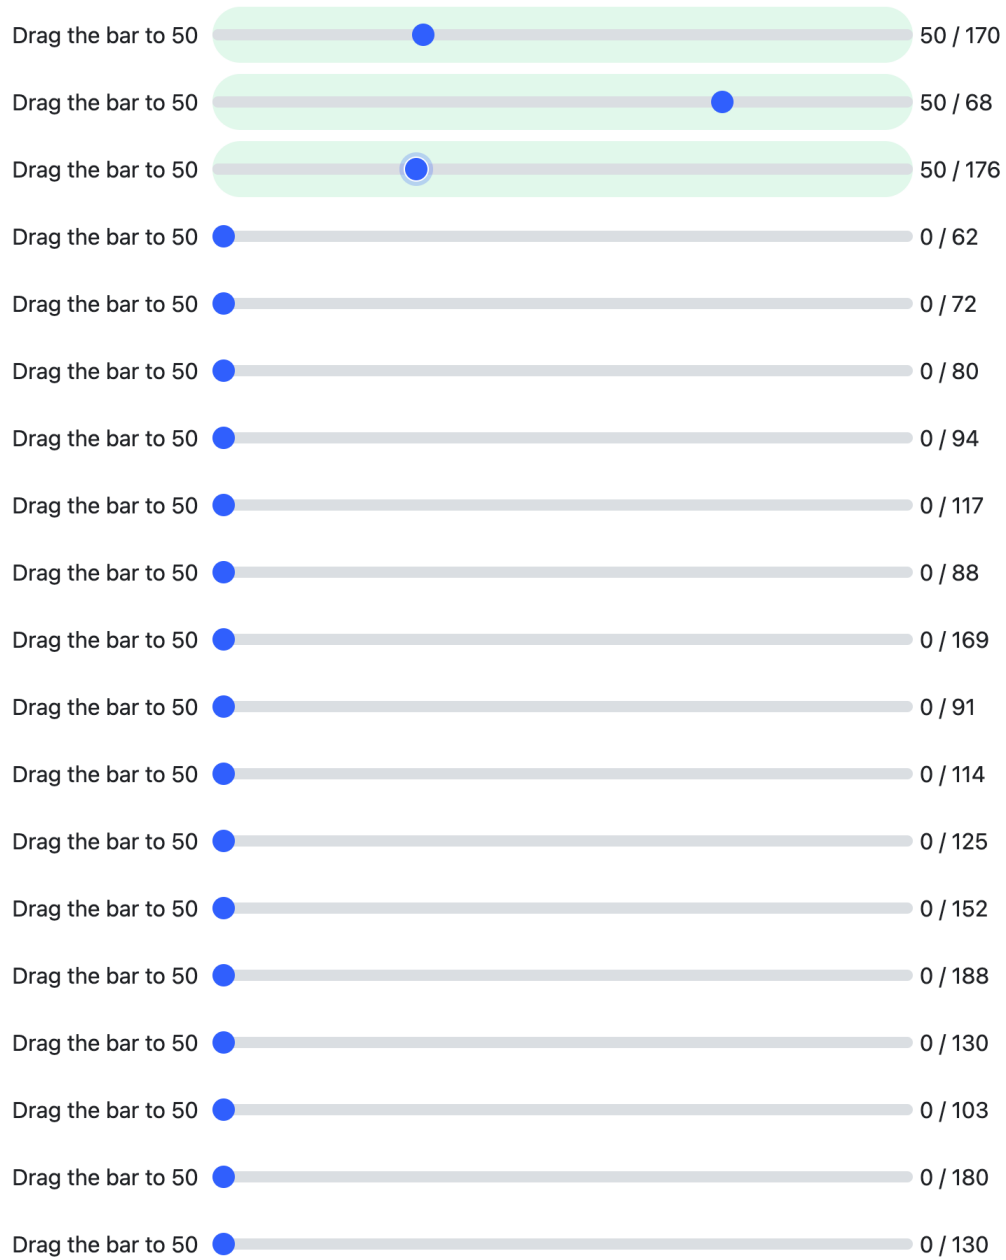 Drag the bar to 50 50 / 170
Drag the bar to 50 50 / 68
Drag the bar to 50 50 / 176
Drag the bar to 50 0 / 62
Drag the bar to 50 0 / 72
Drag the bar to 50 0 / 80
Drag the bar to 50 0 / 94
Drag the bar to 50 0 / 117
Drag the bar to 50 0 / 88
Drag the bar to 50 0 / 169
Drag the bar to 50 0 / 91
Drag the bar to 50 0 / 114
Drag the bar to 50 0 / 125
Drag the bar to 50 0 / 152
Drag the bar to 50 0 / 188
Drag the bar to 50 0 / 130
Drag the bar to 50 0 / 103
Drag the bar to 50 0 / 180
Drag the bar to 50 0 / 130